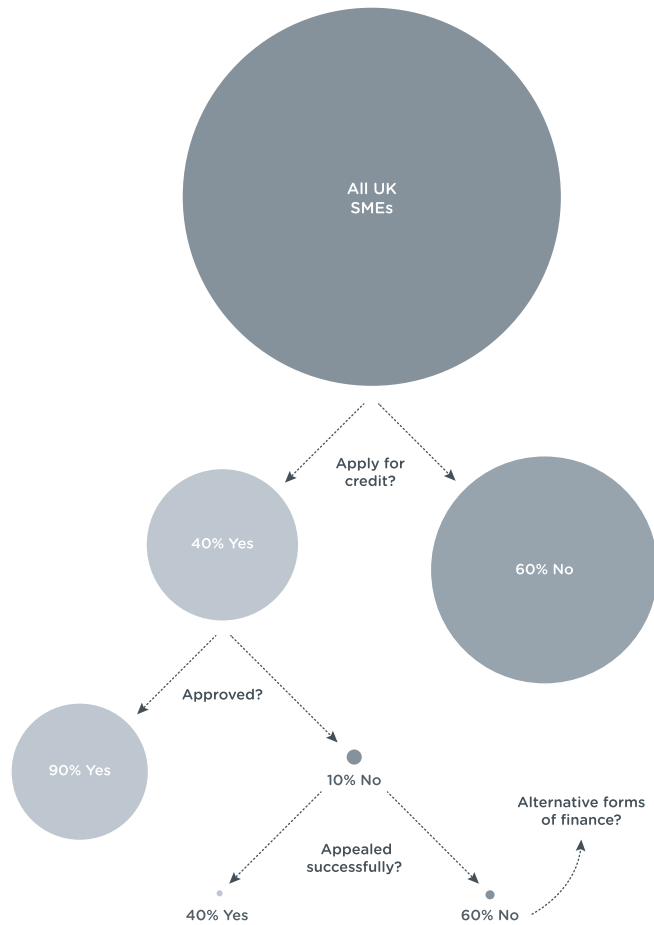 All UK
SMEs
Apply for
credit?
40% Yes
60% No
Approved?
90% Yes
10% No
Alternative forms
of finance?
Appealed
successfully?
40% Yes
60% No